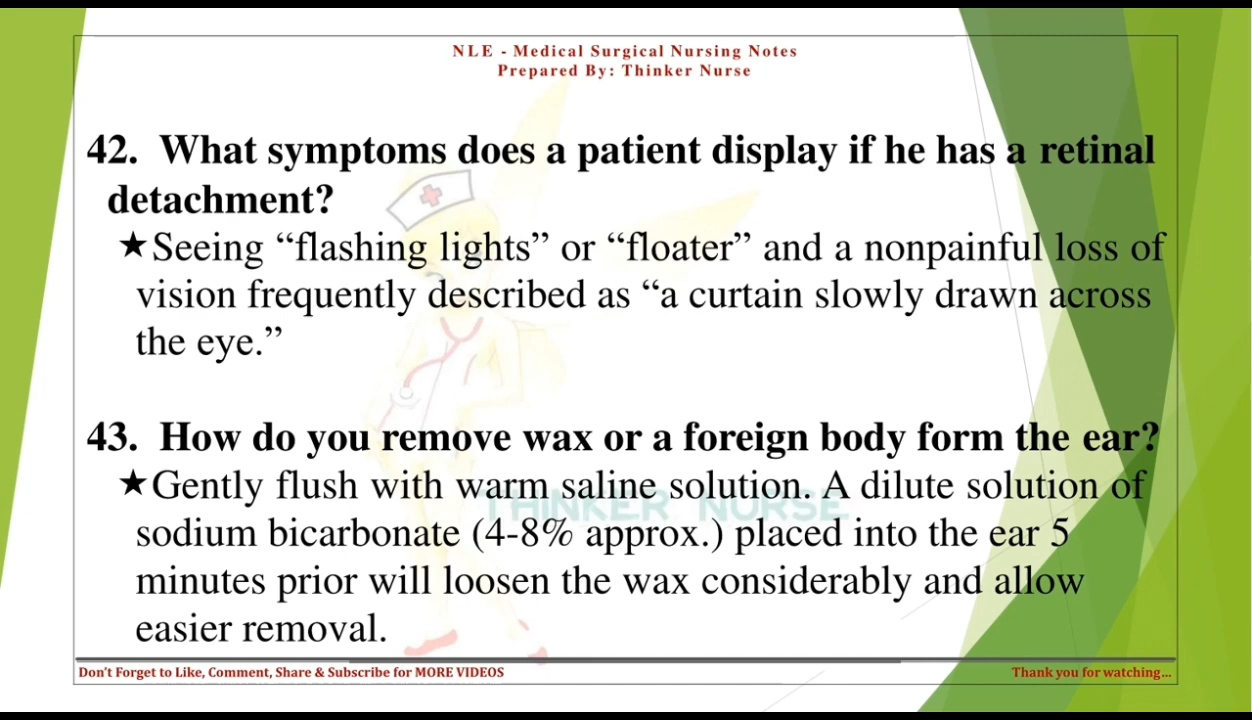 NLE - Medical Surgical Nursing Notes
Prepared By: Thinker Nurse
42. What symptoms does a patient display if he has a retinal
detachment?
★Seeing “flashing lights” or “floater” and a nonpainful loss of
vision frequently described as “a curtain slowly drawn across
the eye.”
43. How do you remove wax or a foreign body form the ear?
★Gently flush with warm saline solution. A dilute solution of
THINKER NURSE
sodium bicarbonate (4-8% approx.) placed into the ear 5
minutes prior will loosen the wax considerably and allow
easier removal.
Don't Forget to Like, Comment, Share & Subscribe for MORE VIDEOS
Thank you for watching...